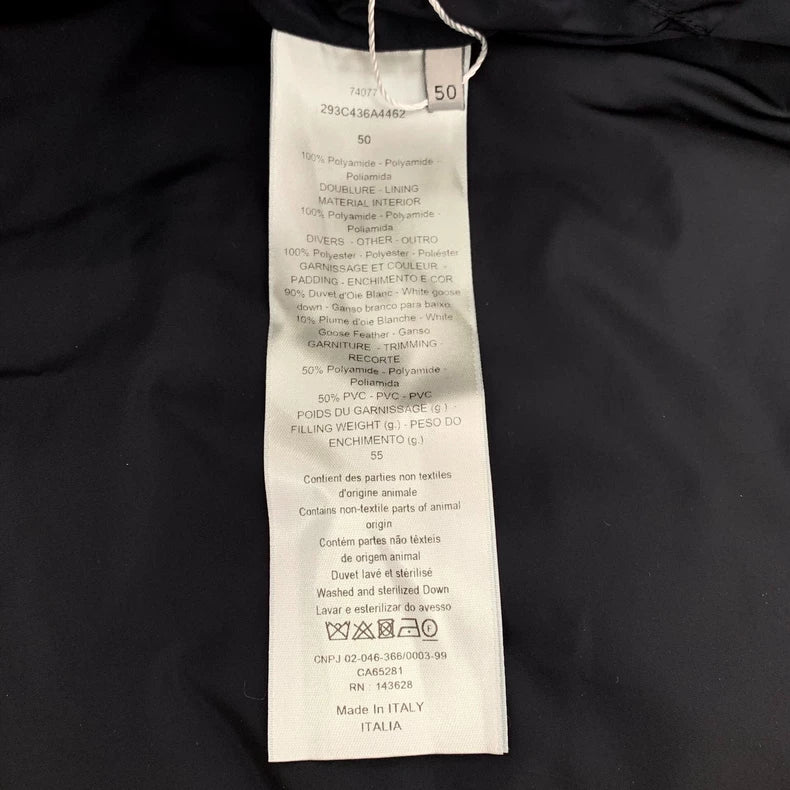 50
74077
293C436A4462
50
100% Polyamide - Polyamide -
Poliamida
DOUBLURE - LINING
MATERIAL INTERIOR
100% Polyamide - Polyamide -
Poliamida
DIVERS - OTHER - OUTRO
100% Polyester - Polyester - Poliéster
GARNISSAGE ET COULEUR -
PADDING - ENCHIMENTO E COR
90% Duvet d'Oie Blanc - White goose
down - Ganso branco para baixo
10% Plume d'oie Blanche - White
Goose Feather - Ganso
GARNITURE - TRIMMING -
RECORTE
50% Polyamide - Polyamide -
Poliamida
50% PVC - PVC - PVC
POIDS DU GARNISSAGE (g.) -
FILLING WEIGHT (g.) - PESO DO
ENCHIMENTO (g.)
55
Contient des parties non textiles
d'origine animale
Contains non-textile parts of animal
origin
Contém partes não têxteis
de origem animal
Duvet lavé et stérilisé
Washed and sterilized Down
Lavar e esterilizar do avesso
F
CNPJ 02-046-366/0003-99
CA65281
RN : 143628
Made In ITALY
ITALIA